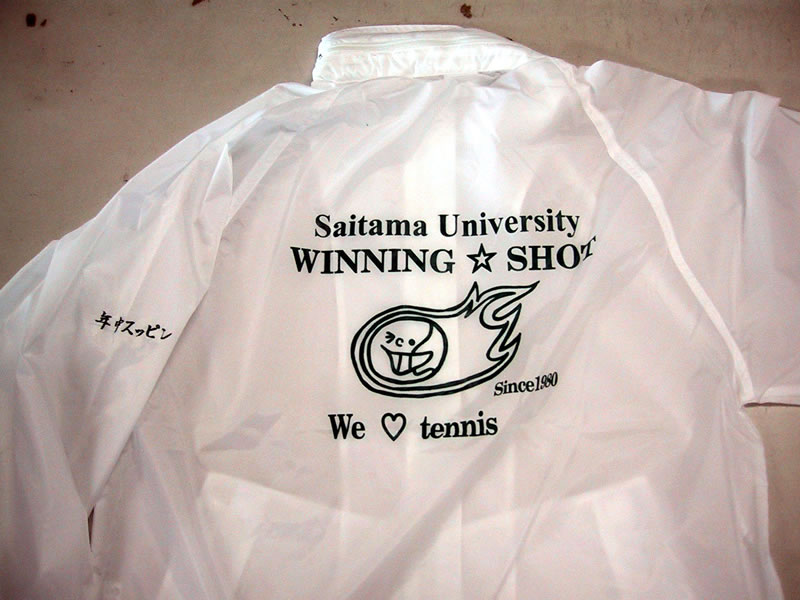 Saitama University
WINNING ☆ SHOT
Since1980
We ♡ tennis
年中スッピン